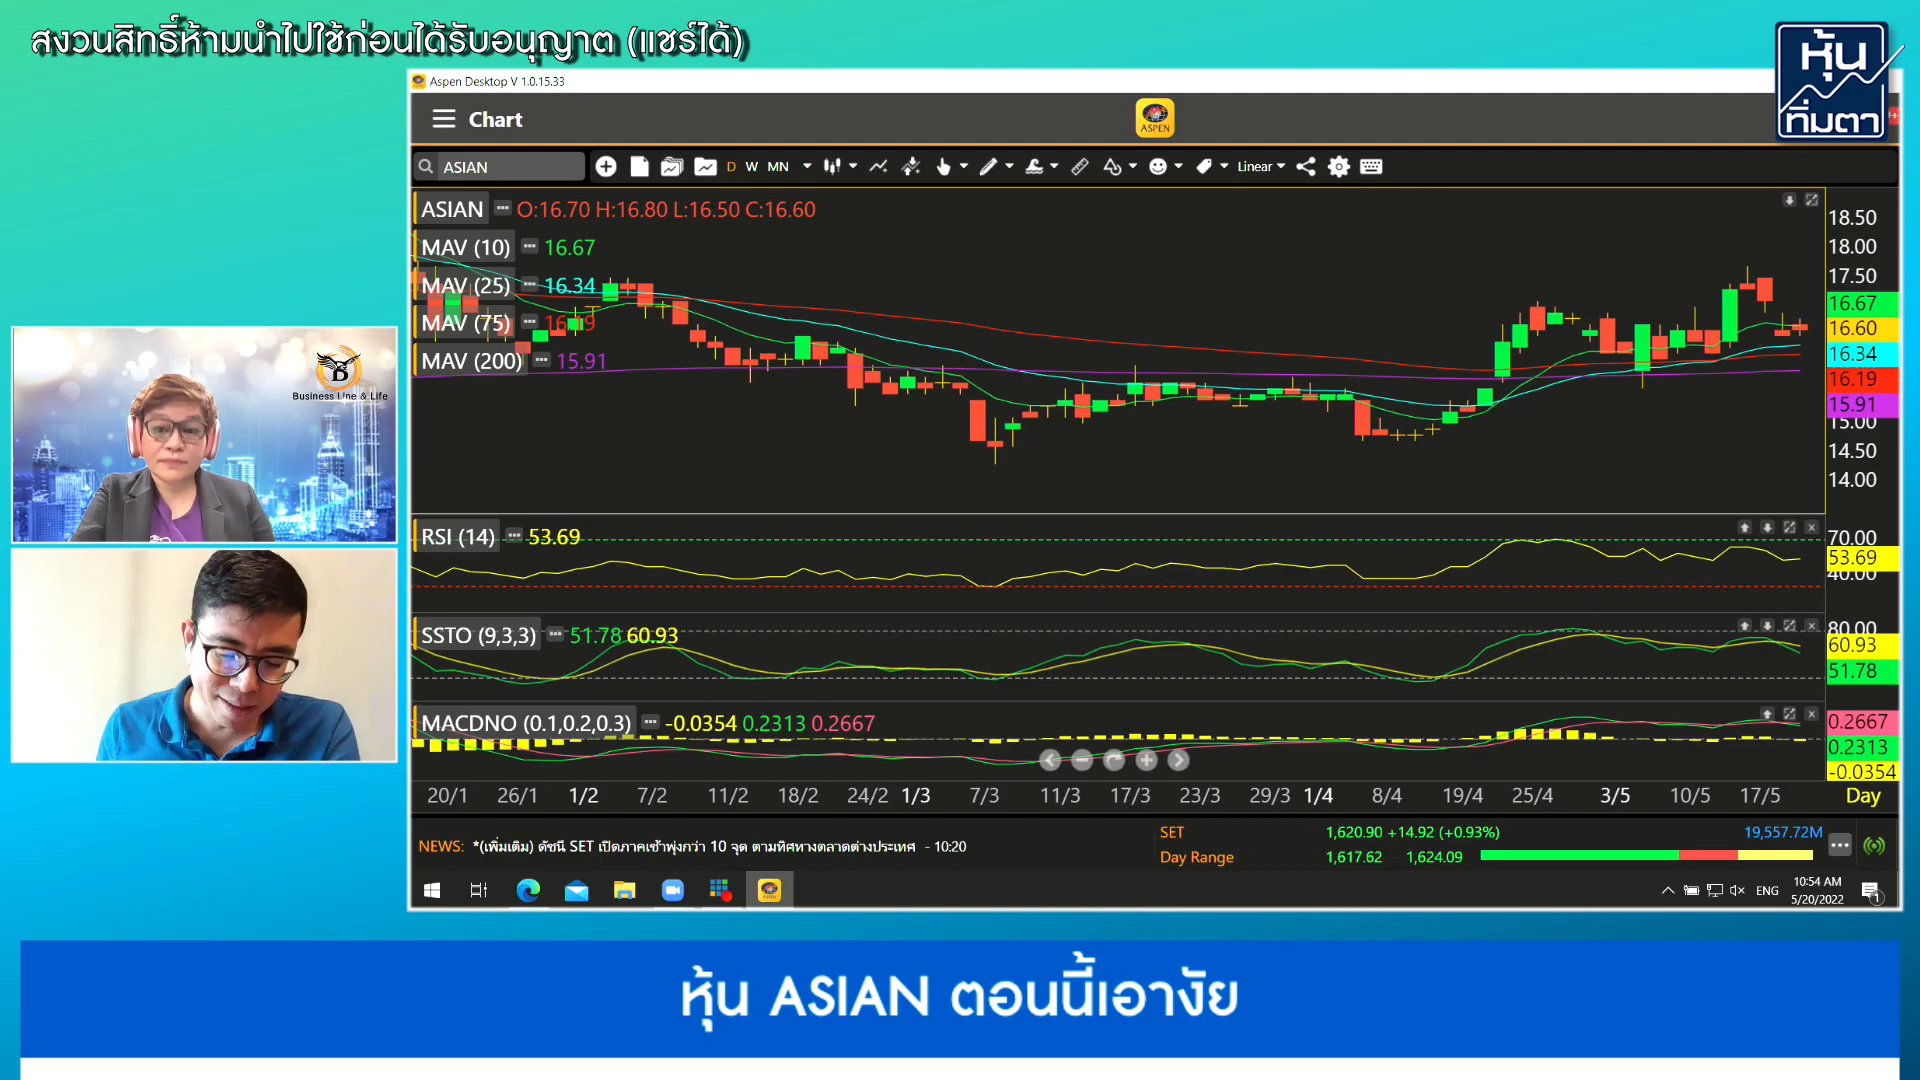 สงวนสิทธิ์ห้ามนำไปใช้ก่อนได้รับอนุญาต (แชร์ได้)
หุ้น
ทิ่มตา
Aspen Desktop V 1.0.15.33
Chart
ASPEN
ASIAN
D W MN
Linear
ASIAN O:16.70 H:16.80 L:16.50 C:16.60
MAV (10) 16.67
MAV (25) 16.34
MAV (75) 16.19
MAV (200) 15.91
18.50
18.00
17.50
16.67
16.60
16.34
16.19
15.91
15.00
14.50
14.00
Business Line & Life
RSI (14) 53.69
70.00
53.69
40.00
SSTO (9,3,3) 51.78 60.93
80.00
60.93
51.78
MACDNO (0.1,0.2,0.3) -0.0354 0.2313 0.2667
0.2667
0.2313
-0.0354
20/1 26/1 1/2 7/2 11/2 18/2 24/2 1/3 7/3 11/3 17/3 23/3 29/3 1/4 8/4 19/4 25/4 3/5 10/5 17/5 Day
NEWS: *(เพิ่มเติม) ดัชนี SET เปิดภาคเช้าพุ่งกว่า 10 จุด ตามทิศทางตลาดต่างประเทศ - 10:20
SET 1,620.90 +14.92 (+0.93%) 19,557.72M
Day Range 1,617.62 - 1,624.09
ENG
10:54 AM
5/20/2022
1
หุ้น ASIAN ตอนนี้เอางัย